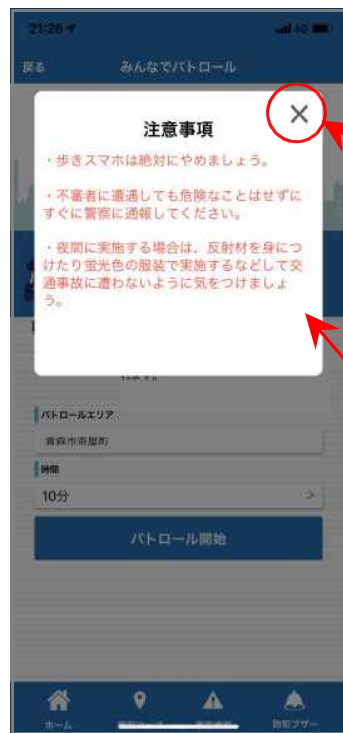 21:28
4G
戻る
みんなでパトロール
注意事項
・歩きスマホは絶対にやめましょう。
・不審者に遭遇しても危険なことはせずに
すぐに警察に通報してください。
・夜間に実施する場合は、反射材を身につ
けたり蛍光色の服装で実施するなどして交
通事故に遭わないように気をつけましょ
う。
パトロールエリア
青森市茶屋町
時間
10分
パトロール開始
ホーム
防犯ブザー